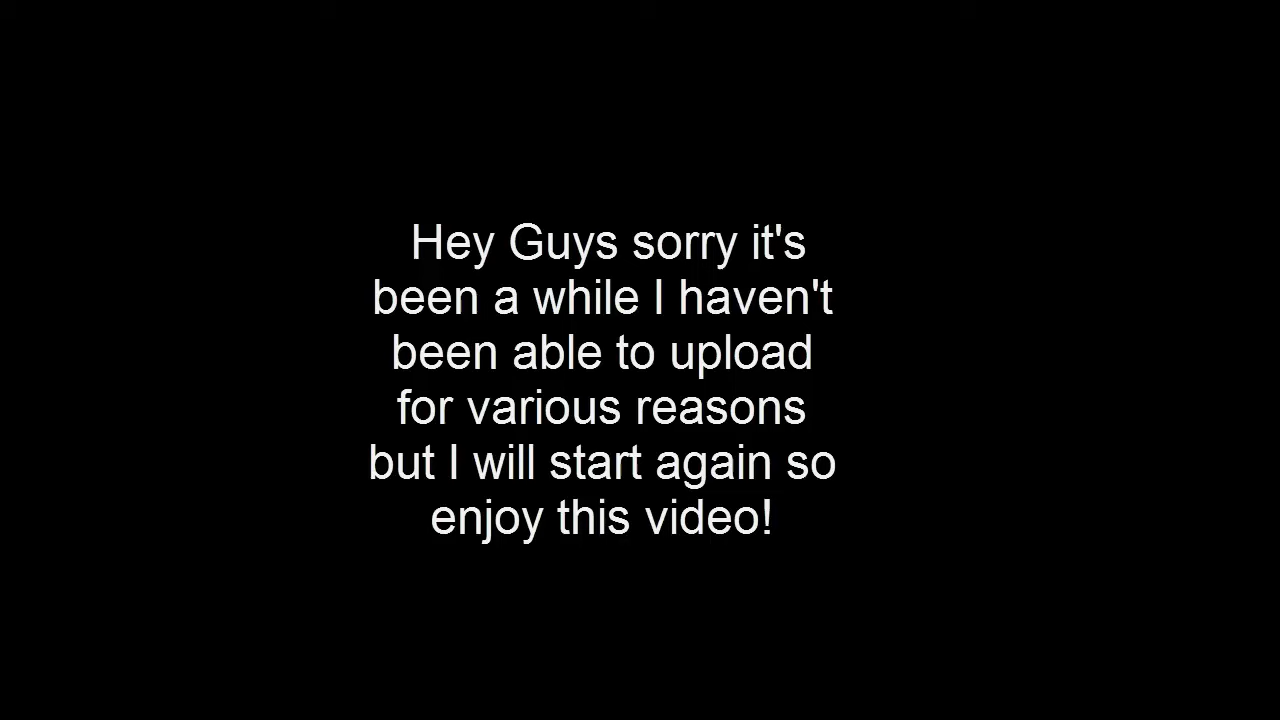 Hey Guys sorry it's
been a while I haven't
been able to upload
for various reasons
but I will start again so
enjoy this video!